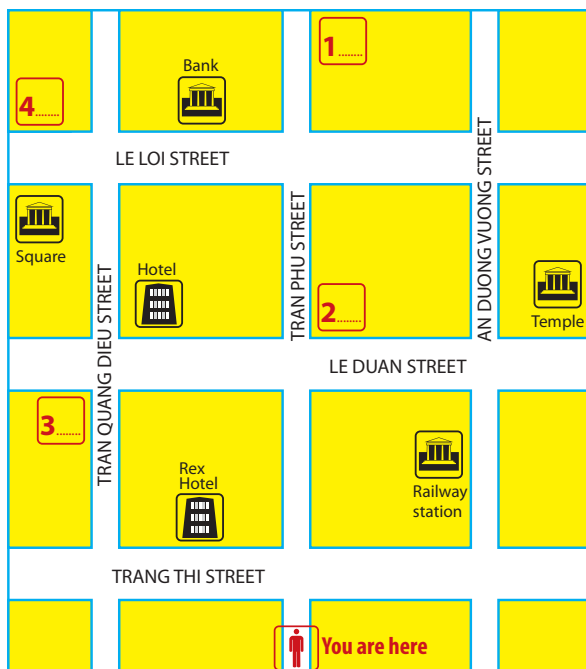 1........
Bank
4........
LE LOI STREET
AN DUONG VUONG STREET
TRAN PHU STREET
Square
Hotel
TRAN QUANG DIEU STREET
2........
Temple
LE DUAN STREET
3........
Rex
Hotel
Railway
station
TRANG THI STREET
You are here